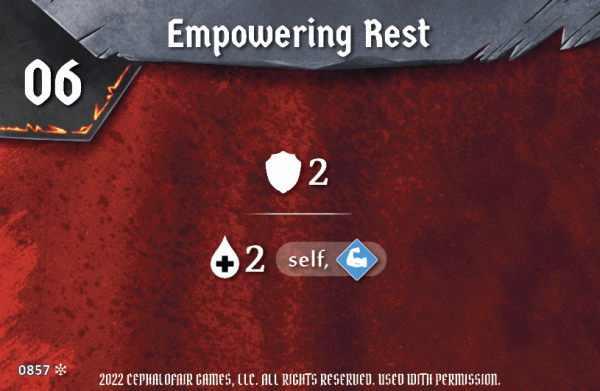 Empowering Rest
06
2
2 self,
0857
2022 CEPHALOFAIR GAMES, LLC. ALL RIGHTS RESERVED. USED WITH PERMISSION.